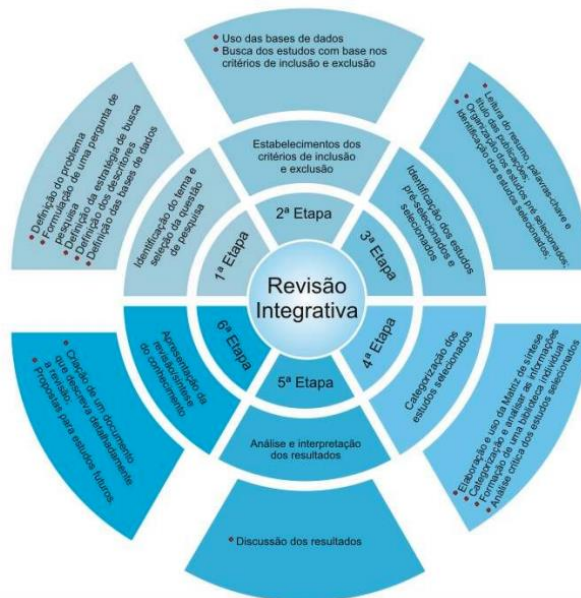 Revisão
Integrativa
1ª Etapa
Identificação do tema e
seleção da questão
de pesquisa
• Definição do problema
• Formulação de uma pergunta de
pesquisa
• Definição da estratégia de busca
• Definição dos descritores
• Definição das bases de dados
2ª Etapa
Estabelecimentos dos
critérios de inclusão e
exclusão
• Uso das bases de dados
• Busca dos estudos com base nos
critérios de inclusão e exclusão
3ª Etapa
Identificação dos estudos
pré-selecionados e
selecionados
• Leitura do resumo, palavras-chave e
título das publicações;
• Organização dos estudos pré selecionados;
• Identificação dos estudos selecionados;
4ª Etapa
Categorização dos
estudos selecionados
• Elaboração e uso da Matriz de síntese
• Categorização e analisar as informações
• Formação de uma biblioteca individual
• Análise crítica dos estudos selecionados
5ª Etapa
Análise e interpretação
dos resultados
• Discussão dos resultados
6ª Etapa
Apresentação da
revisão/síntese
do conhecimento
• Criação de um documento
que descreva detalhadamente
a revisão;
• Propostas para estudos futuros.